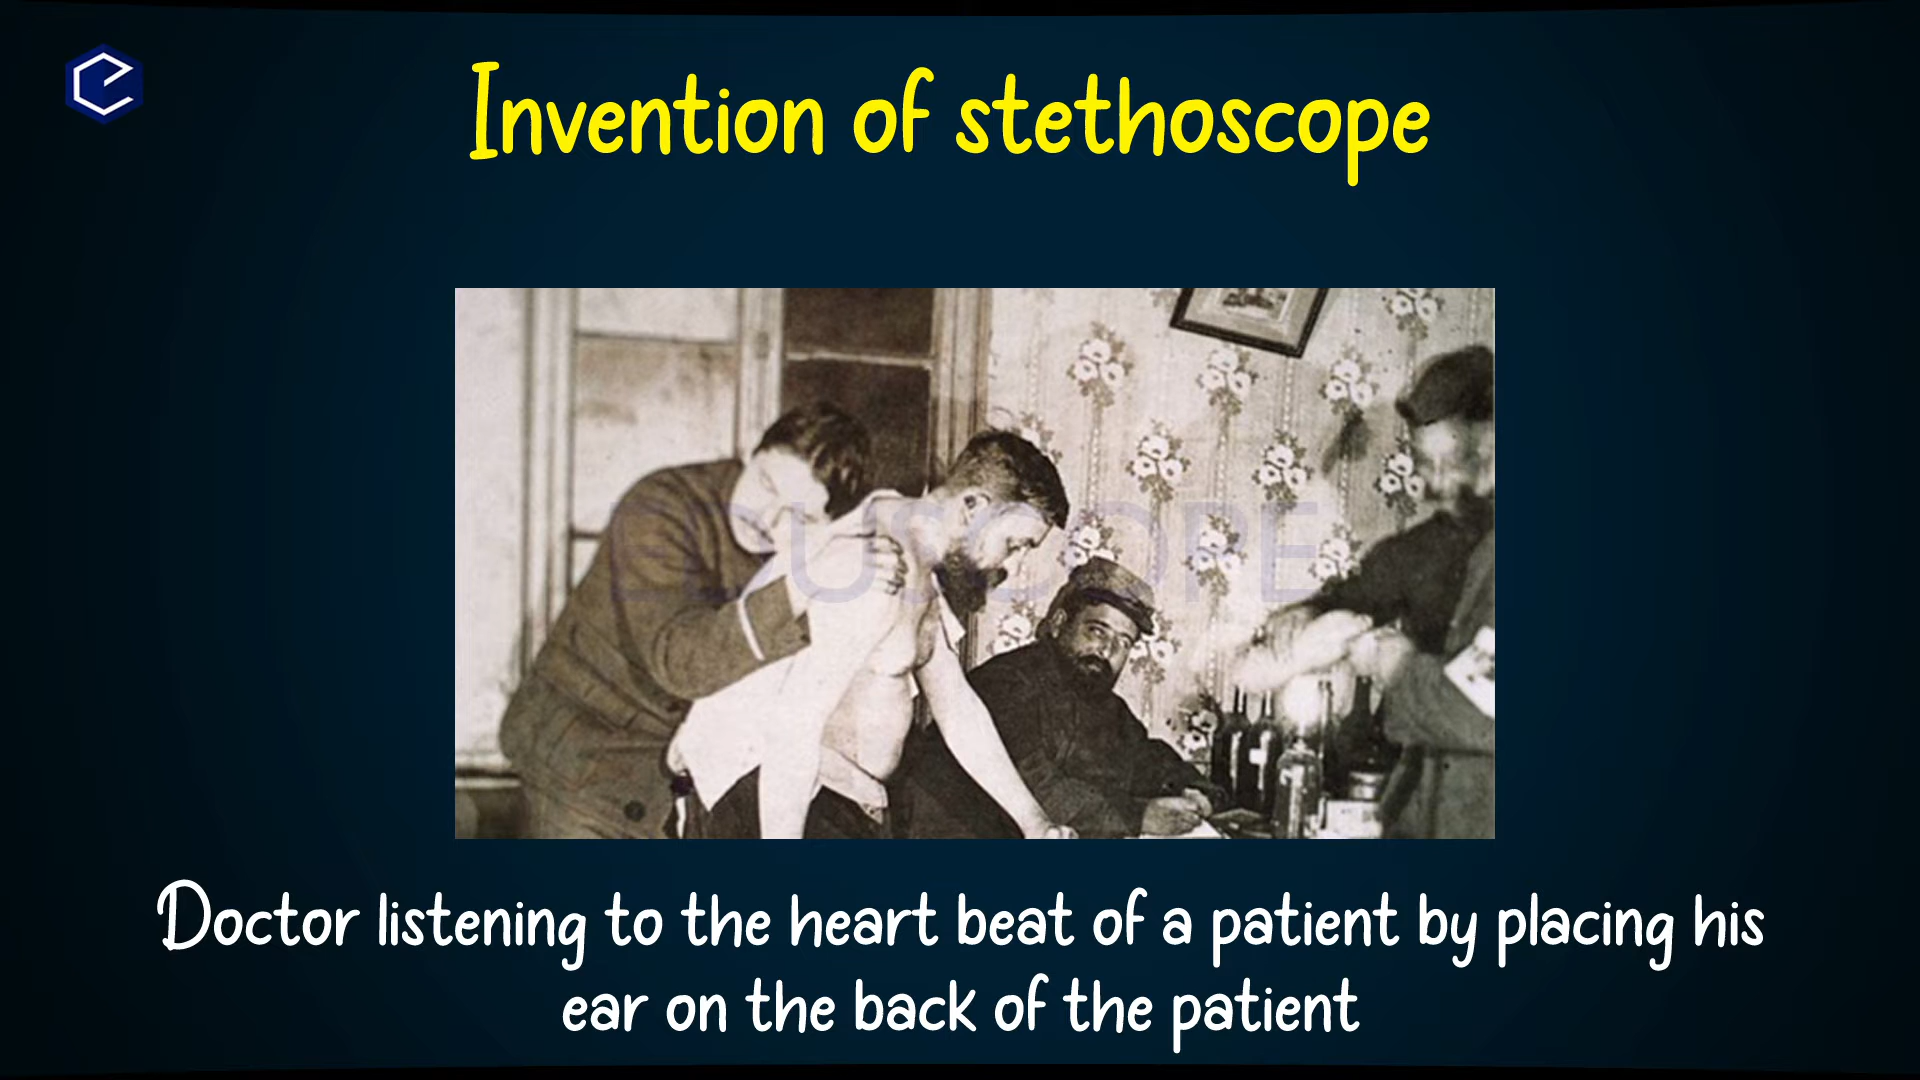 Invention of stethoscope
EDUSCOPE
Doctor listening to the heart beat of a patient by placing his
ear on the back of the patient